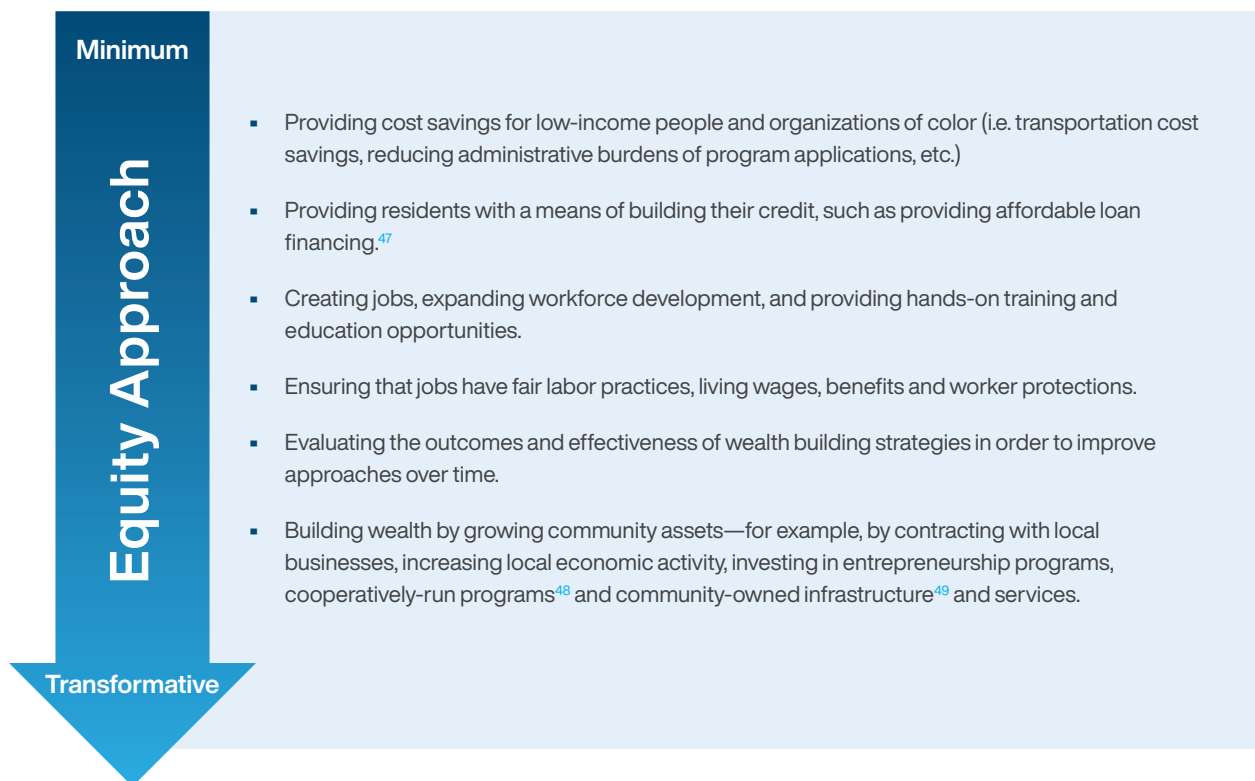 Minimum
Equity Approach
Transformative
▪ Providing cost savings for low-income people and organizations of color (i.e. transportation cost
savings, reducing administrative burdens of program applications, etc.)
▪ Providing residents with a means of building their credit, such as providing affordable loan
financing.47
▪ Creating jobs, expanding workforce development, and providing hands-on training and
education opportunities.
▪ Ensuring that jobs have fair labor practices, living wages, benefits and worker protections.
▪ Evaluating the outcomes and effectiveness of wealth building strategies in order to improve
approaches over time.
▪ Building wealth by growing community assets—for example, by contracting with local
businesses, increasing local economic activity, investing in entrepreneurship programs,
cooperatively-run programs48 and community-owned infrastructure49 and services.